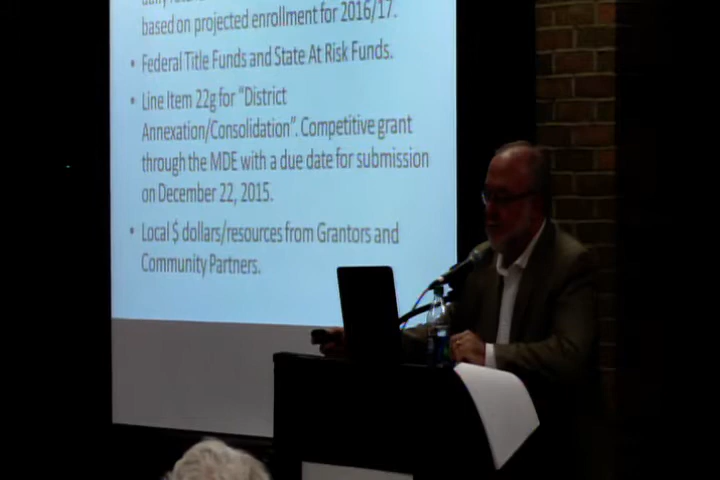 based on projected enrollment for 2016/17.
• Federal Title Funds and State At Risk Funds.
• Line Item 22g for "District
Annexation/Consolidation". Competitive grant
through the MDE with a due date for submission
on December 22, 2015.
• Local $ dollars/resources from Grantors and
Community Partners.